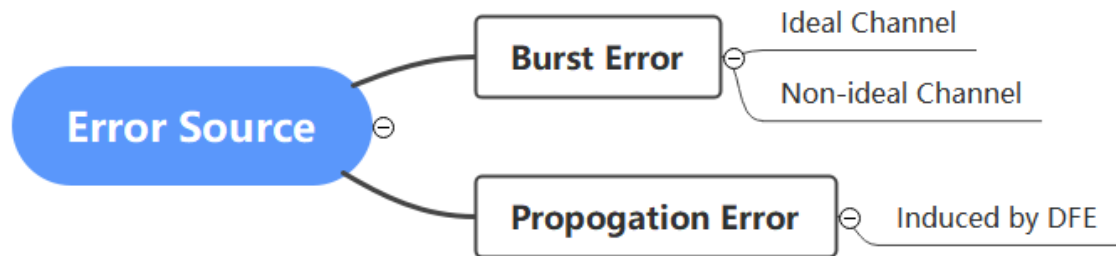 Error Source
Burst Error
Ideal Channel
Non-ideal Channel
Propogation Error
Induced by DFE